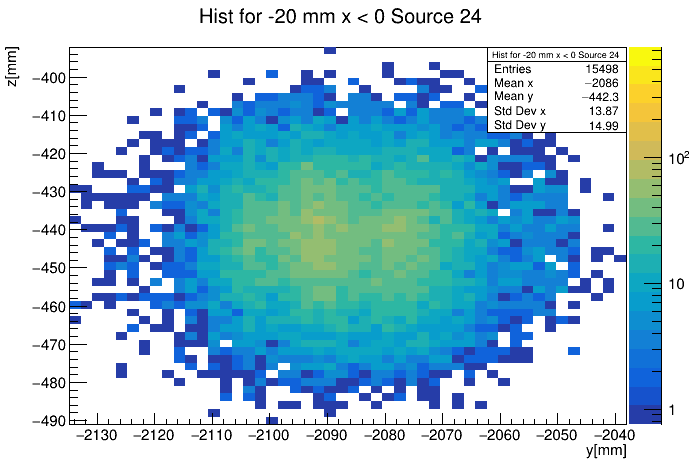 Hist for -20 mm x < 0 Source 24
z[mm]
Hist for -20 mm x < 0 Source 24
Entries 15498
Mean x −2086
Mean y −442.3
Std Dev x 13.87
Std Dev y 14.99
−400
−410
−420
−430
−440
−450
−460
−470
−480
−490
10²
10
1
−2130 −2120 −2110 −2100 −2090 −2080 −2070 −2060 −2050 −2040
y[mm]